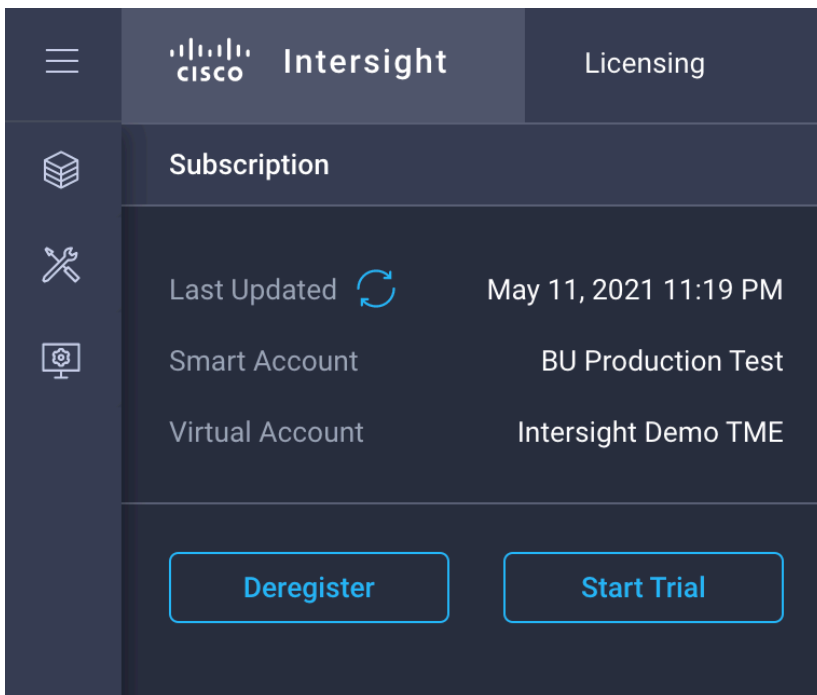 CISCO Intersight Licensing
Subscription
Last Updated May 11, 2021 11:19 PM
Smart Account BU Production Test
Virtual Account Intersight Demo TME
Deregister Start Trial